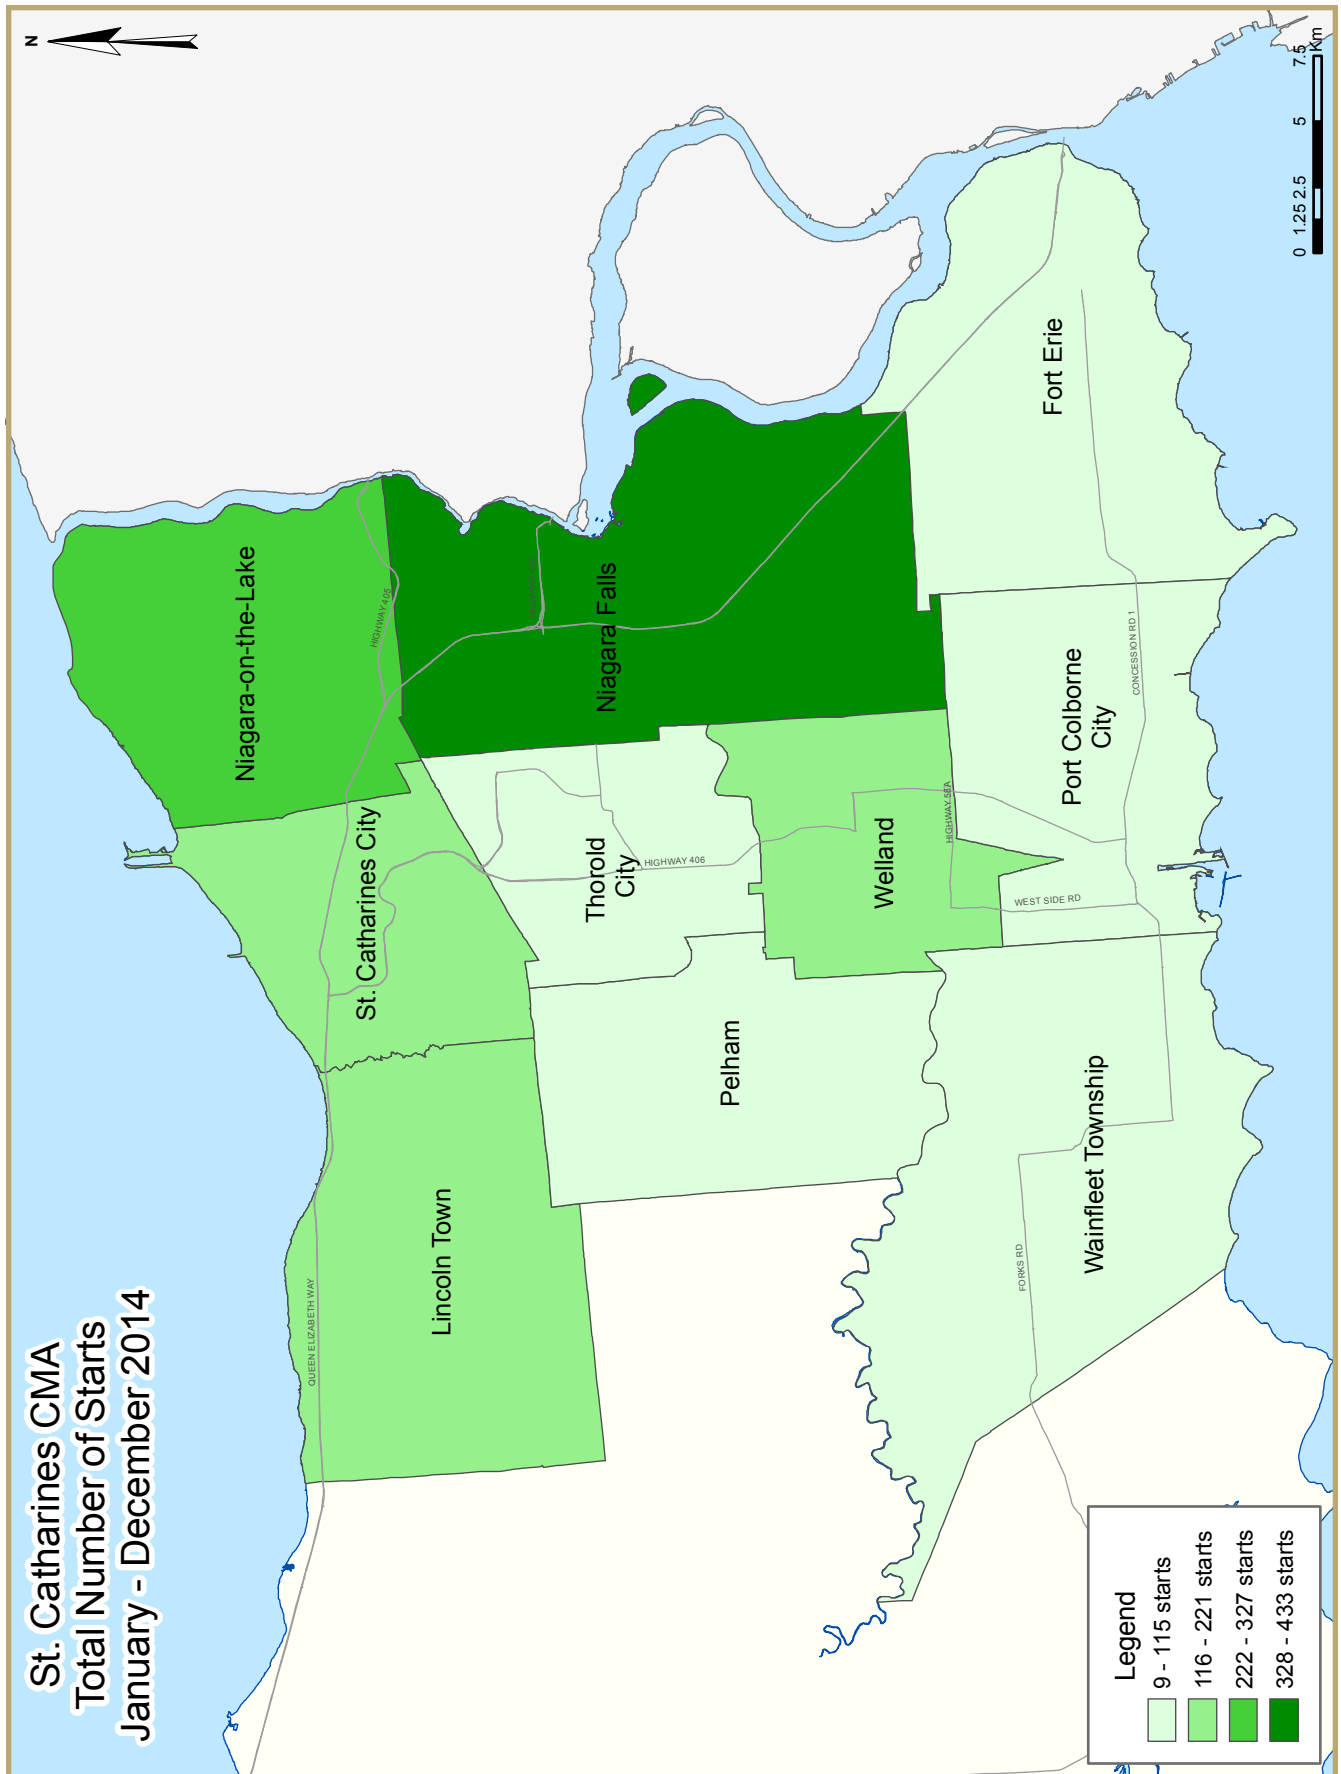 St. Catharines CMA
Total Number of Starts
January - December 2014
N
Niagara-on-the-Lake
HIGHWAY 405
St. Catharines City
QUEEN ELIZABETH WAY
Lincoln Town
Niagara Falls
Thorold
City
HIGHWAY 406
Pelham
Welland
HIGHWAY 58A
WEST SIDE RD
Port Colborne
City
CONCESSION RD 1
Fort Erie
Wainfleet Township
FORKS RD
Legend
9 - 115 starts
116 - 221 starts
222 - 327 starts
328 - 433 starts
0 1.25 2.5 5 7.5
Km